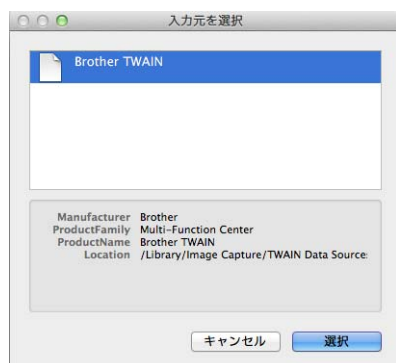 入力元を選択
Brother TWAIN
Manufacturer Brother
ProductFamily Multi-Function Center
ProductName Brother TWAIN
Location /Library/Image Capture/TWAIN Data Source
キャンセル 選択